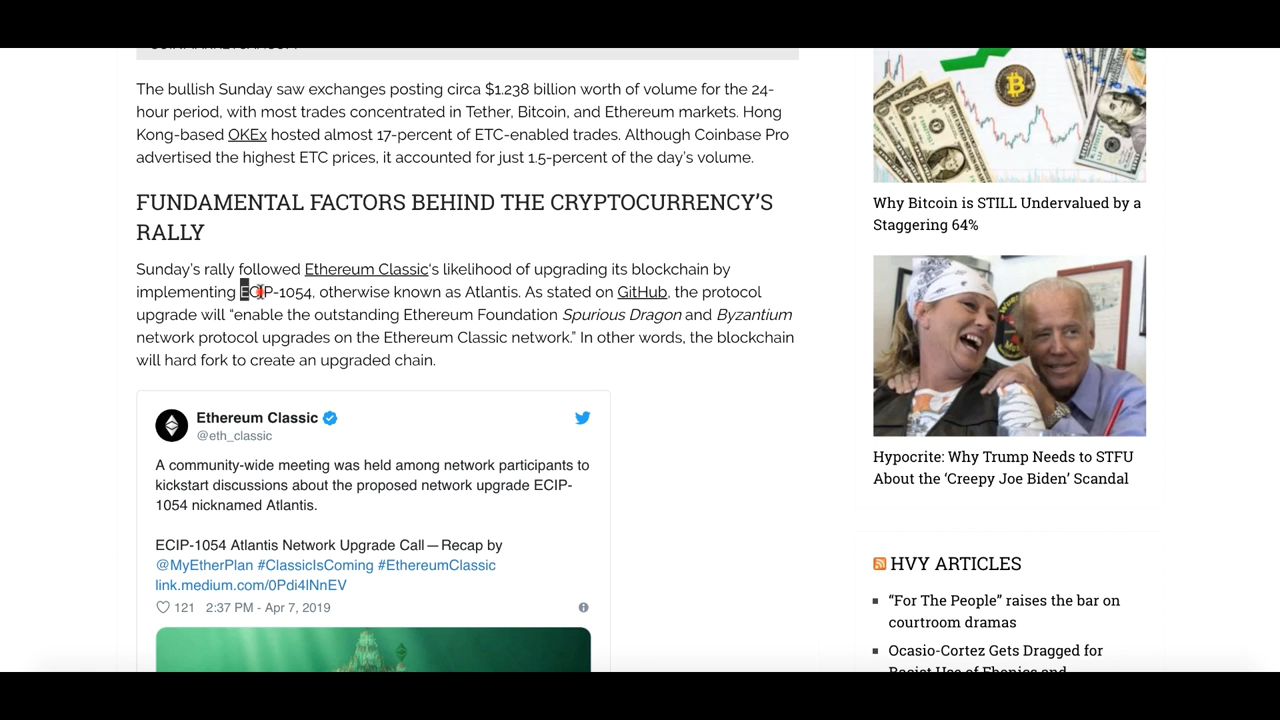 The bullish Sunday saw exchanges posting circa $1.238 billion worth of volume for the 24-
hour period, with most trades concentrated in Tether, Bitcoin, and Ethereum markets. Hong
Kong-based OKEx hosted almost 17-percent of ETC-enabled trades. Although Coinbase Pro
advertised the highest ETC prices, it accounted for just 1.5-percent of the day's volume.
FUNDAMENTAL FACTORS BEHIND THE CRYPTOCURRENCY'S
RALLY
Sunday's rally followed Ethereum Classic's likelihood of upgrading its blockchain by
implementing ECIP-1054, otherwise known as Atlantis. As stated on GitHub, the protocol
upgrade will “enable the outstanding Ethereum Foundation Spurious Dragon and Byzantium
network protocol upgrades on the Ethereum Classic network.” In other words, the blockchain
will hard fork to create an upgraded chain.
Ethereum Classic
@eth_classic
A community-wide meeting was held among network participants to
kickstart discussions about the proposed network upgrade ECIP-
1054 nicknamed Atlantis.
ECIP-1054 Atlantis Network Upgrade Call — Recap by
@MyEtherPlan #ClassicIsComing #EthereumClassic
link.medium.com/0Pdi4lNnEV
121 2:37 PM - Apr 7, 2019
Why Bitcoin is STILL Undervalued by a
Staggering 64%
Hypocrite: Why Trump Needs to STFU
About the ‘Creepy Joe Biden’ Scandal
HVY ARTICLES
“For The People” raises the bar on
courtroom dramas
Ocasio-Cortez Gets Dragged for
Racist Use of Ebonics and